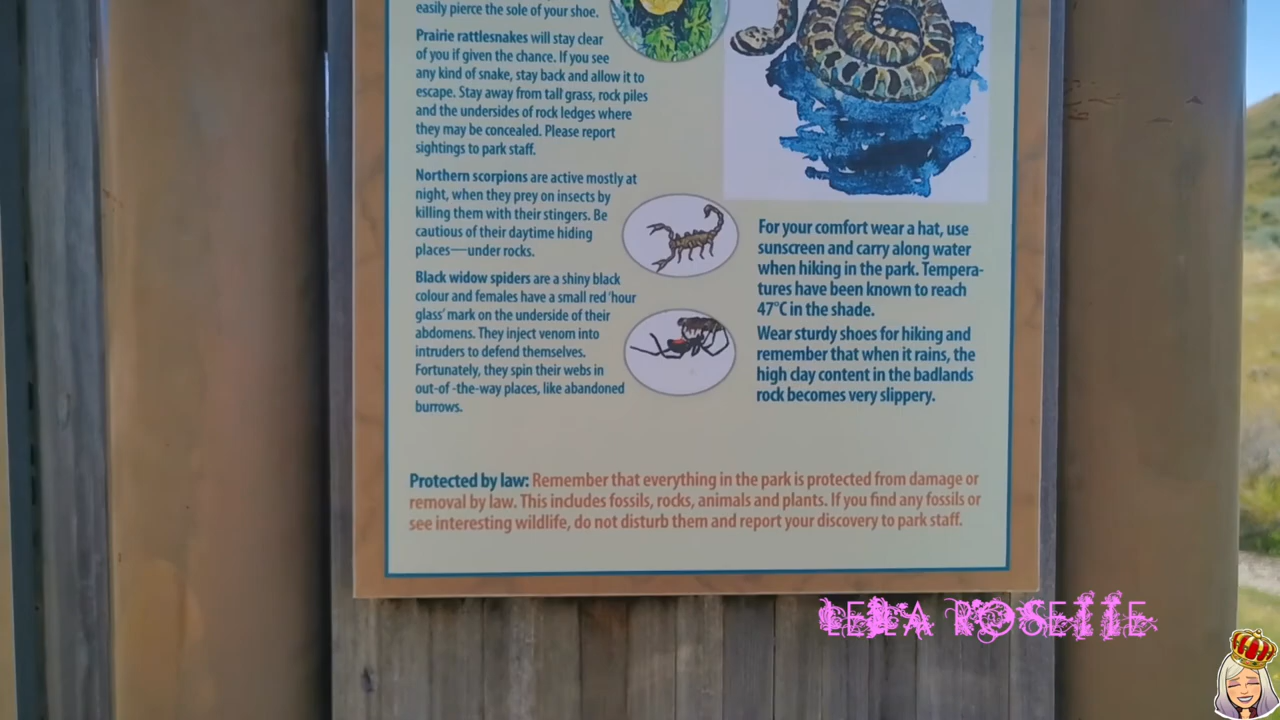 easily pierce the sole of your shoe.
Prairie rattlesnakes will stay clear
of you if given the chance. If you see
any kind of snake, stay back and allow it to
escape. Stay away from tall grass, rock piles
and the undersides of rock ledges where
they may be concealed. Please report
sightings to park staff.
Northern scorpions are active mostly at
night, when they prey on insects by
killing them with their stingers. Be
cautious of their daytime hiding
places—under rocks.
Black widow spiders are a shiny black
colour and females have a small red 'hour
glass' mark on the underside of their
abdomens. They inject venom into
intruders to defend themselves.
Fortunately, they spin their webs in
out-of -the-way places, like abandoned
burrows.
For your comfort wear a hat, use
sunscreen and carry along water
when hiking in the park. Tempera-
tures have been known to reach
47°C in the shade.
Wear sturdy shoes for hiking and
remember that when it rains, the
high clay content in the badlands
rock becomes very slippery.
Protected by law: Remember that everything in the park is protected from damage or
removal by law. This includes fossils, rocks, animals and plants. If you find any fossils or
see interesting wildlife, do not disturb them and report your discovery to park staff.